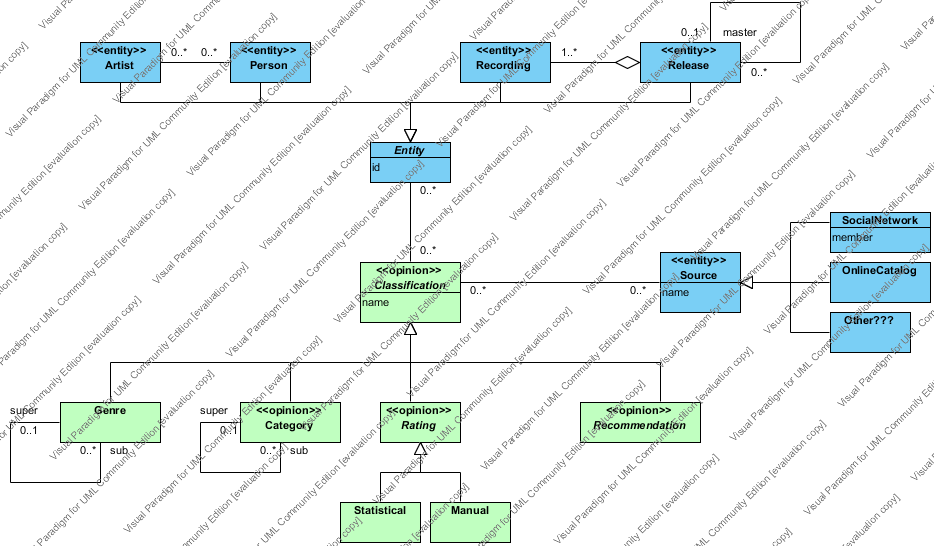 0..1
master
<<entity>>
Artist
0..*
0..*
<<entity>>
Person
<<entity>>
Recording
1..*
<<entity>>
Release
0..*
Entity
id
0..*
0..*
<<opinion>>
Classification
name
0..*
0..*
<<entity>>
Source
name
SocialNetwork
member
OnlineCatalog
Other???
super
0..1
Genre
0..*
sub
super
0..1
<<opinion>>
Category
0..*
sub
<<opinion>>
Rating
<<opinion>>
Recommendation
Statistical
Manual
Visual Paradigm for UML Community Edition [evaluation copy]